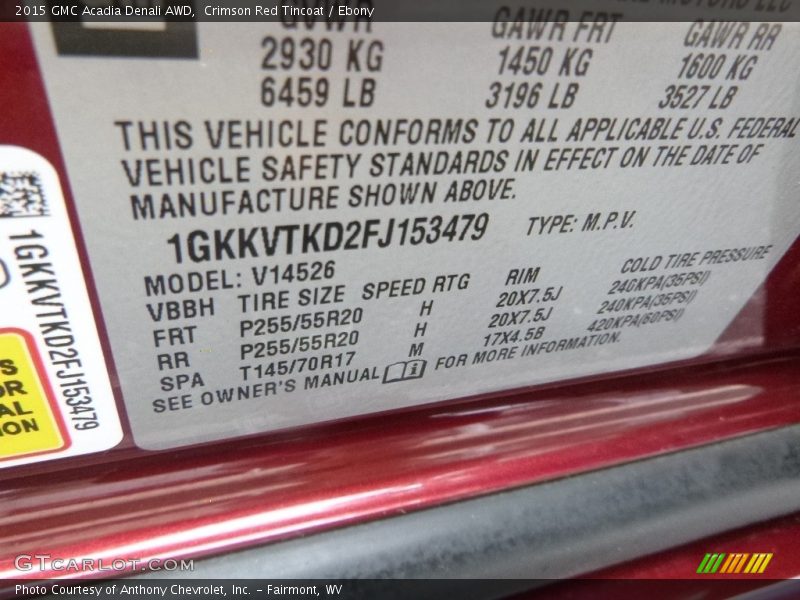 2015 GMC Acadia Denali AWD, Crimson Red Tincoat / Ebony
GVWR GAWR FRT GAWR RR
2930 KG 1450 KG 1600 KG
6459 LB 3196 LB 3527 LB
THIS VEHICLE CONFORMS TO ALL APPLICABLE U.S. FEDERAL
VEHICLE SAFETY STANDARDS IN EFFECT ON THE DATE OF
MANUFACTURE SHOWN ABOVE.
1GKKVTKD2FJ153479 TYPE: M.P.V.
MODEL: V14526
VBBH TIRE SIZE SPEED RTG RIM COLD TIRE PRESSURE
FRT P255/55R20 H 20X7.5J 240KPA(35PSI)
RR P255/55R20 H 20X7.5J 240KPA(35PSI)
SPA T145/70R17 M 17X4.5B 420KPA(60PSI)
SEE OWNER'S MANUAL FOR MORE INFORMATION.
1GKKVTKD2FJ153479
GTCARLOT.COM
Photo Courtesy of Anthony Chevrolet, Inc. – Fairmont, WV